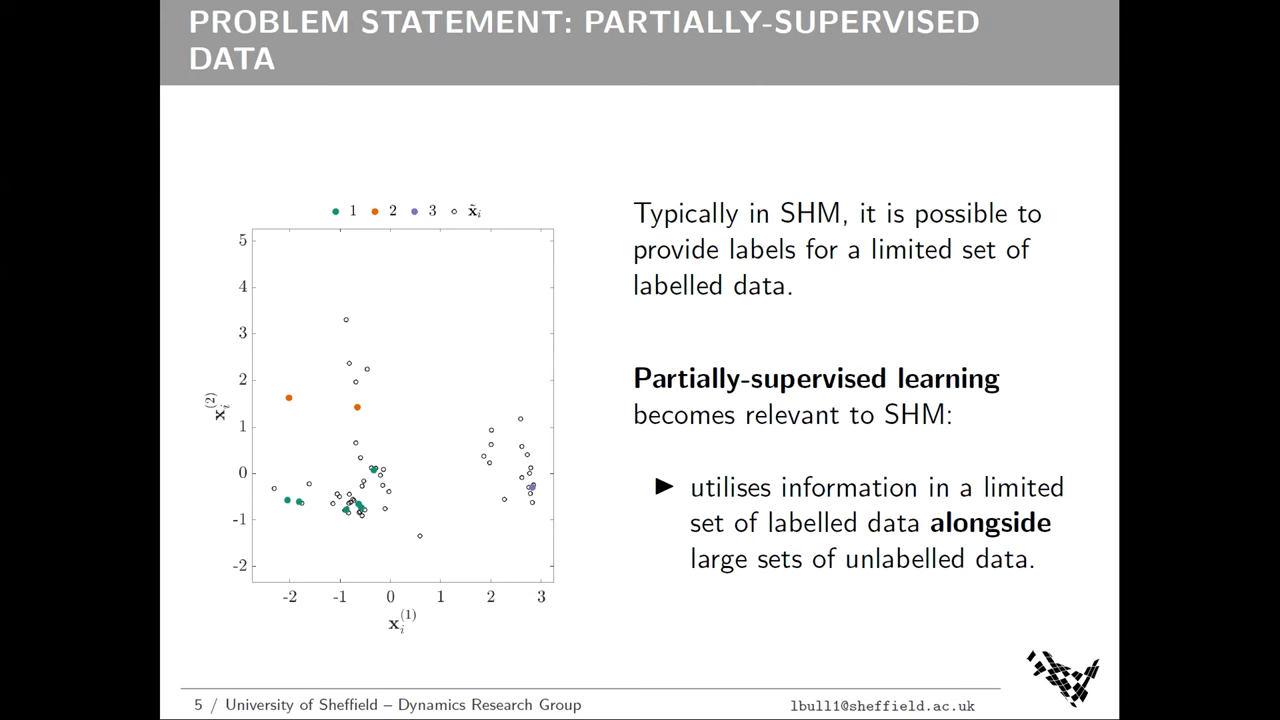 PROBLEM STATEMENT: PARTIALLY-SUPERVISED
DATA
1 2 3 x̃ᵢ
5
4
3
2
1
0
-1
-2
xᵢ⁽²⁾
-2 -1 0 1 2 3
xᵢ⁽¹⁾
Typically in SHM, it is possible to
provide labels for a limited set of
labelled data.
Partially-supervised learning
becomes relevant to SHM:
▶ utilises information in a limited
set of labelled data alongside
large sets of unlabelled data.
5 / University of Sheffield – Dynamics Research Group
lbull1@sheffield.ac.uk